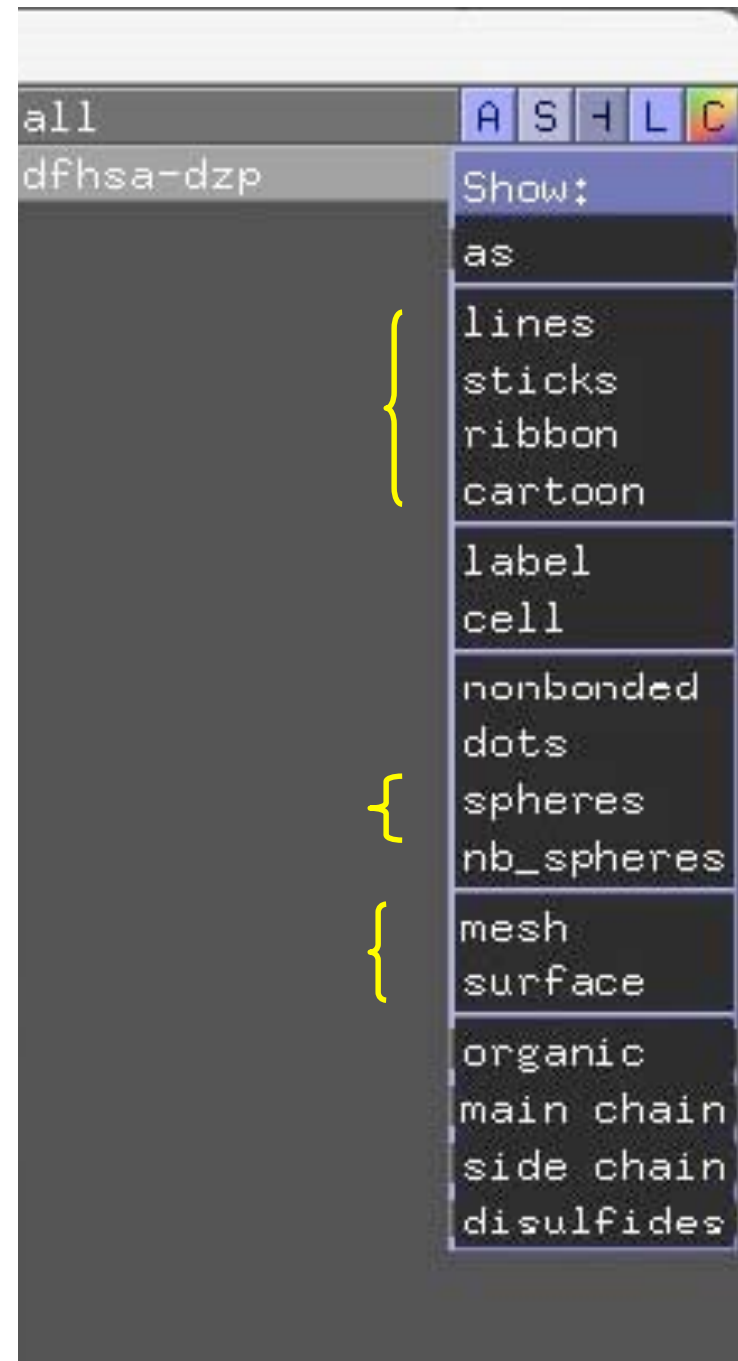 all A S H L C
dfhsa-dzp
Show:
as
lines
sticks
ribbon
cartoon
label
cell
nonbonded
dots
spheres
nb_spheres
mesh
surface
organic
main chain
side chain
disulfides